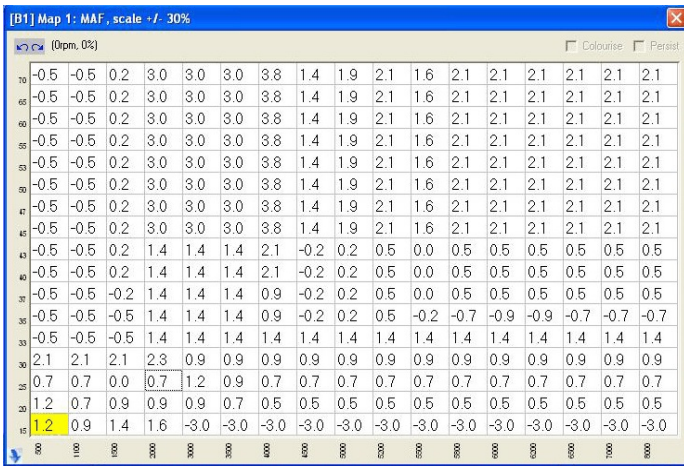 [B1] Map 1: MAF, scale +/- 30%
(0rpm, 0%) Colourise Persist
70 -0.5 -0.5 0.2 3.0 3.0 3.0 3.8 1.4 1.9 2.1 1.6 2.1 2.1 2.1 2.1 2.1 2.1
65 -0.5 -0.5 0.2 3.0 3.0 3.0 3.8 1.4 1.9 2.1 1.6 2.1 2.1 2.1 2.1 2.1 2.1
60 -0.5 -0.5 0.2 3.0 3.0 3.0 3.8 1.4 1.9 2.1 1.6 2.1 2.1 2.1 2.1 2.1 2.1
55 -0.5 -0.5 0.2 3.0 3.0 3.0 3.8 1.4 1.9 2.1 1.6 2.1 2.1 2.1 2.1 2.1 2.1
53 -0.5 -0.5 0.2 3.0 3.0 3.0 3.8 1.4 1.9 2.1 1.6 2.1 2.1 2.1 2.1 2.1 2.1
50 -0.5 -0.5 0.2 3.0 3.0 3.0 3.8 1.4 1.9 2.1 1.6 2.1 2.1 2.1 2.1 2.1 2.1
47 -0.5 -0.5 0.2 3.0 3.0 3.0 3.8 1.4 1.9 2.1 1.6 2.1 2.1 2.1 2.1 2.1 2.1
45 -0.5 -0.5 0.2 3.0 3.0 3.0 3.8 1.4 1.9 2.1 1.6 2.1 2.1 2.1 2.1 2.1 2.1
43 -0.5 -0.5 0.2 1.4 1.4 1.4 2.1 -0.2 0.2 0.5 0.0 0.5 0.5 0.5 0.5 0.5 0.5
40 -0.5 -0.5 0.2 1.4 1.4 1.4 2.1 -0.2 0.2 0.5 0.0 0.5 0.5 0.5 0.5 0.5 0.5
37 -0.5 -0.5 -0.2 1.4 1.4 1.4 0.9 -0.2 0.2 0.5 0.0 0.5 0.5 0.5 0.5 0.5 0.5
35 -0.5 -0.5 -0.5 1.4 1.4 1.4 0.9 -0.2 0.2 0.5 -0.2 -0.7 -0.9 -0.9 -0.7 -0.7 -0.7
33 -0.5 -0.5 -0.5 1.4 1.4 1.4 1.4 1.4 1.4 1.4 1.4 1.4 1.4 1.4 1.4 1.4 1.4
30 2.1 2.1 2.1 2.3 0.9 0.9 0.9 0.9 0.9 0.9 0.9 0.9 0.9 0.9 0.9 0.9 0.9
25 0.7 0.7 0.0 0.7 1.2 0.9 0.7 0.7 0.7 0.7 0.7 0.7 0.7 0.7 0.7 0.7 0.7
20 1.2 0.7 0.9 0.9 0.9 0.7 0.5 0.5 0.5 0.5 0.5 0.5 0.5 0.5 0.5 0.5 0.5
15 1.2 0.9 1.4 1.6 -3.0 -3.0 -3.0 -3.0 -3.0 -3.0 -3.0 -3.0 -3.0 -3.0 -3.0 -3.0 -3.0